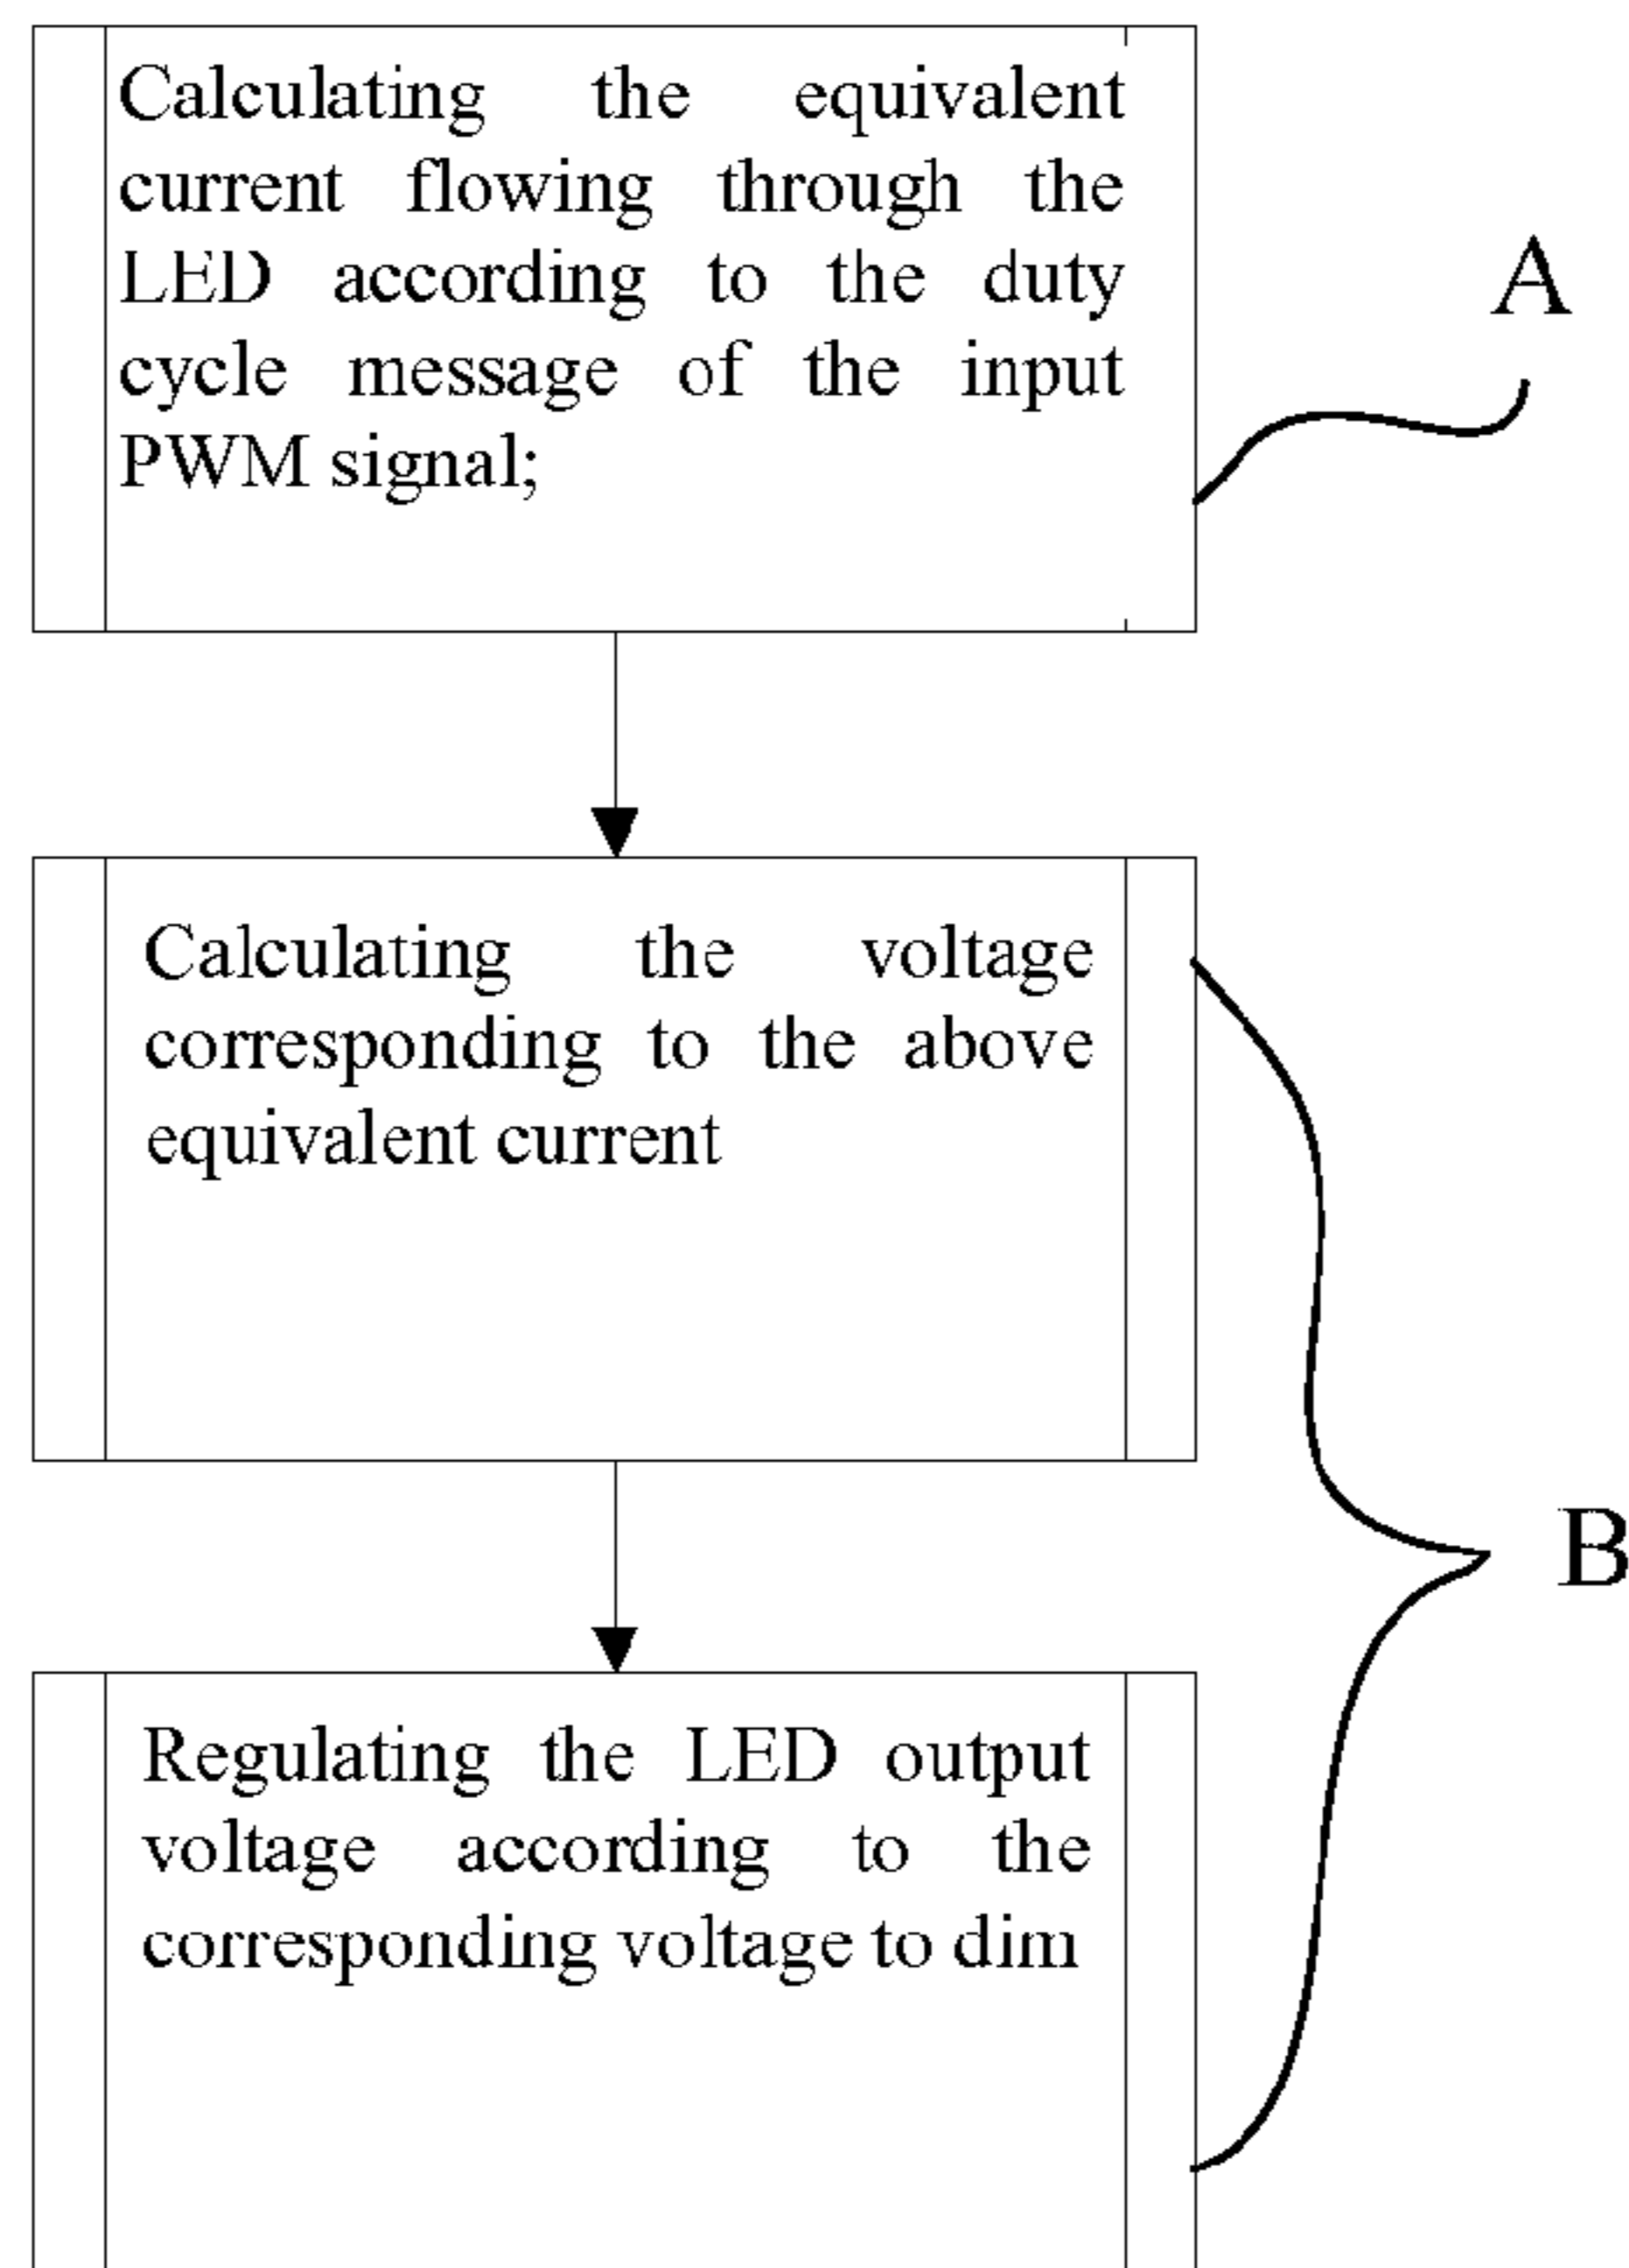 Calculating the equivalent
current flowing through the
LED according to the duty
cycle message of the input
PWM signal;
A
Calculating the voltage
corresponding to the above
equivalent current
B
Regulating the LED output
voltage according to the
corresponding voltage to dim